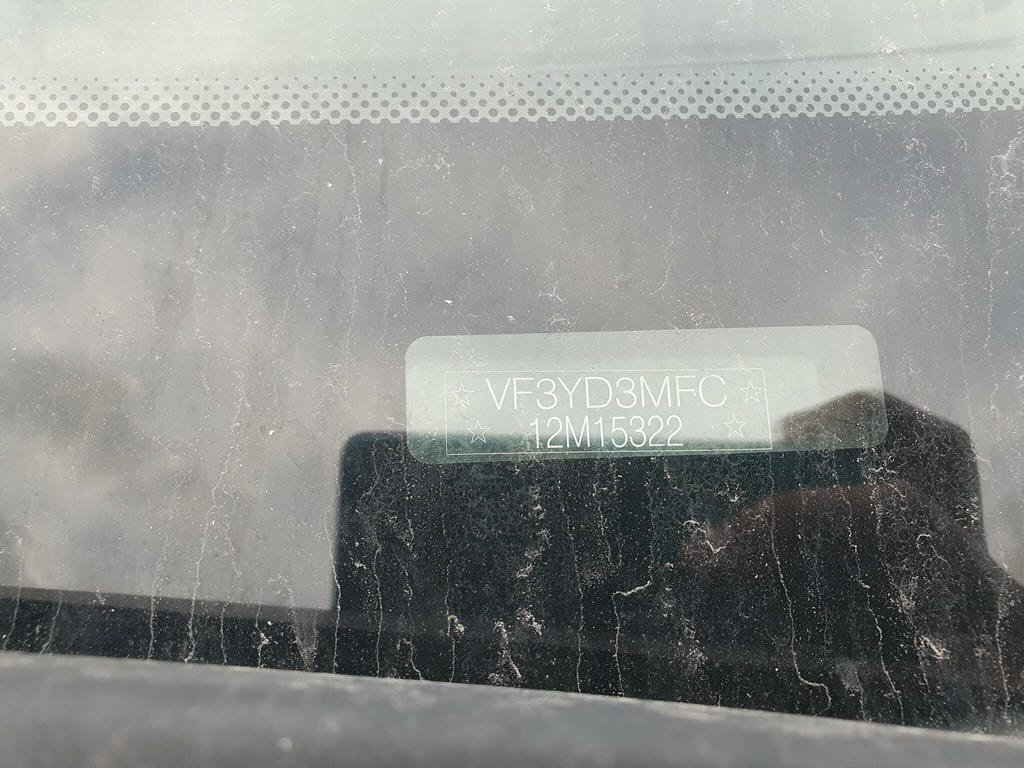 ☆ VF3YD3MFC ☆
☆ 12M15322 ☆